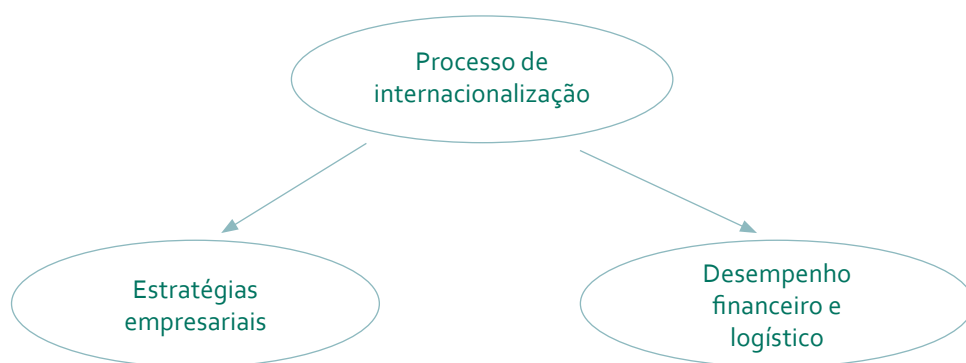 Processo de
internacionalização
Estratégias
empresariais
Desempenho
financeiro e
logístico